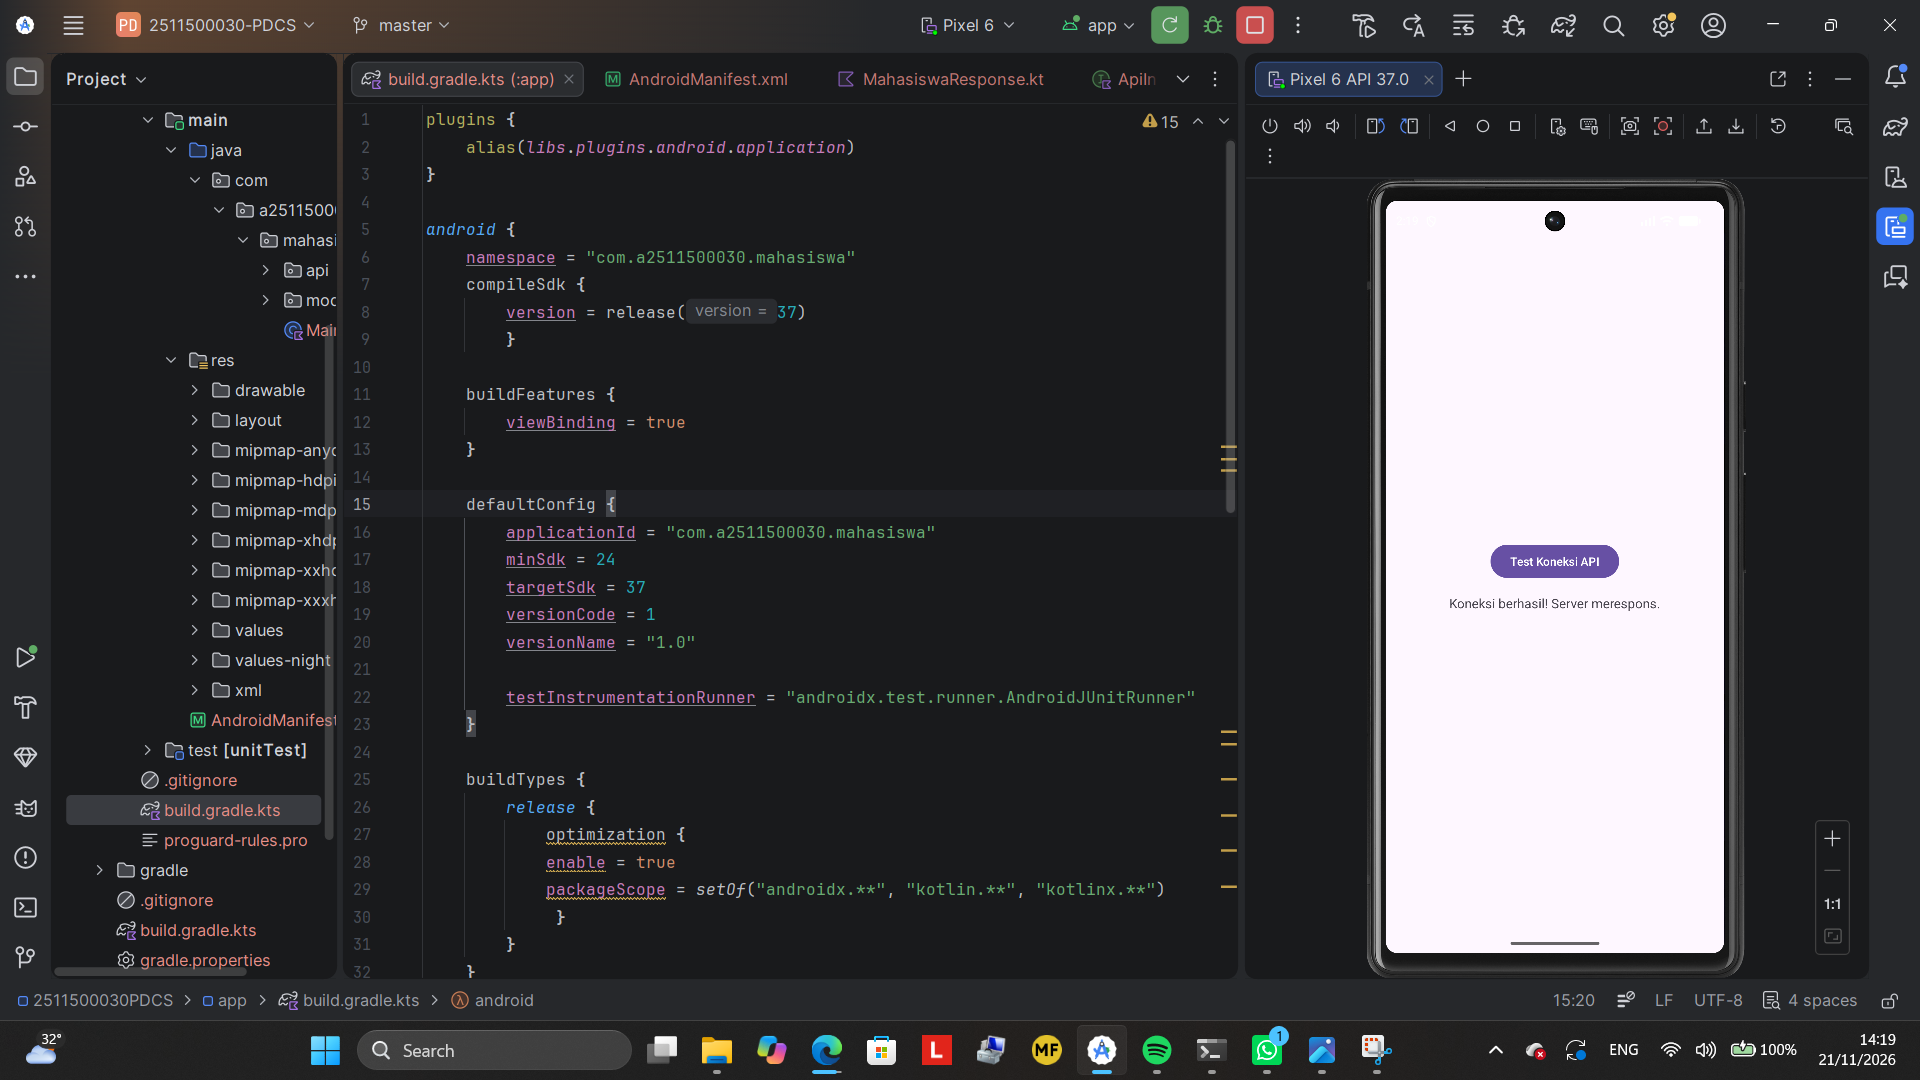 PD 2511500030-PDCS
master
Pixel 6
app
Project
build.gradle.kts (:app)
AndroidManifest.xml
MahasiswaResponse.kt
Pixel 6 API 37.0
main
java
com
api
res
drawable
layout
values
values-night
xml
test [unitTest]
.gitignore
build.gradle.kts
proguard-rules.pro
gradle
.gitignore
build.gradle.kts
gradle.properties
15
1 plugins {
2 alias(libs.plugins.android.application)
3 }
4
5 android {
6 namespace = "com.a2511500030.mahasiswa"
7 compileSdk {
8 version = release( version = 37)
9 }
10
11 buildFeatures {
12 viewBinding = true
13 }
14
15 defaultConfig {
16 applicationId = "com.a2511500030.mahasiswa"
17 minSdk = 24
18 targetSdk = 37
19 versionCode = 1
20 versionName = "1.0"
21
22 testInstrumentationRunner = "androidx.test.runner.AndroidJUnitRunner"
23 }
24
25 buildTypes {
26 release {
27 optimization {
28 enable = true
29 packageScope = setOf("androidx.**", "kotlin.**", "kotlinx.**")
30 }
31 }
32 }
Test Koneksi API
Koneksi berhasil! Server merespons.
1:1
2511500030PDCS > app > build.gradle.kts > android
15:20 LF UTF-8 4 spaces
32°
Search
L
MF
1
ENG
100%
14:19
21/11/2026